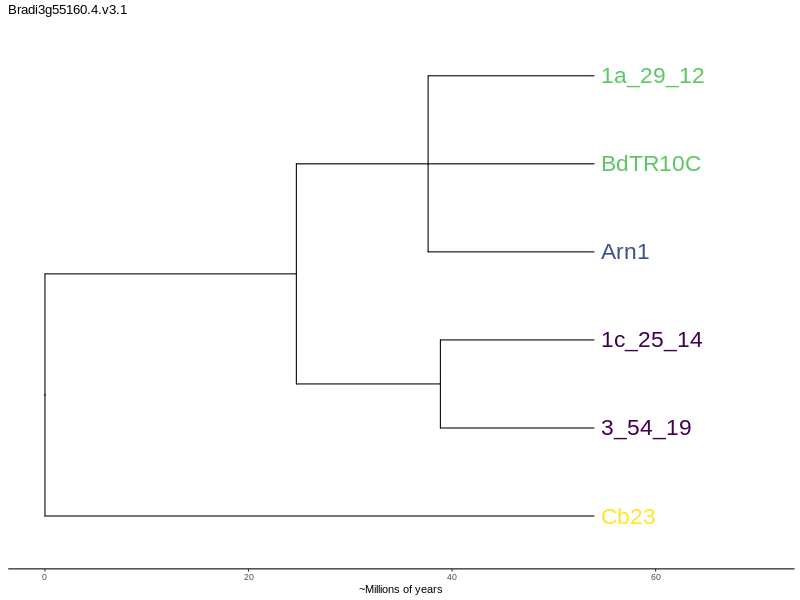 Bradi3g55160.4.v3.1
1a_29_12
BdTR10C
Arn1
1c_25_14
3_54_19
Cb23
0 20 40 60
~Millions of years